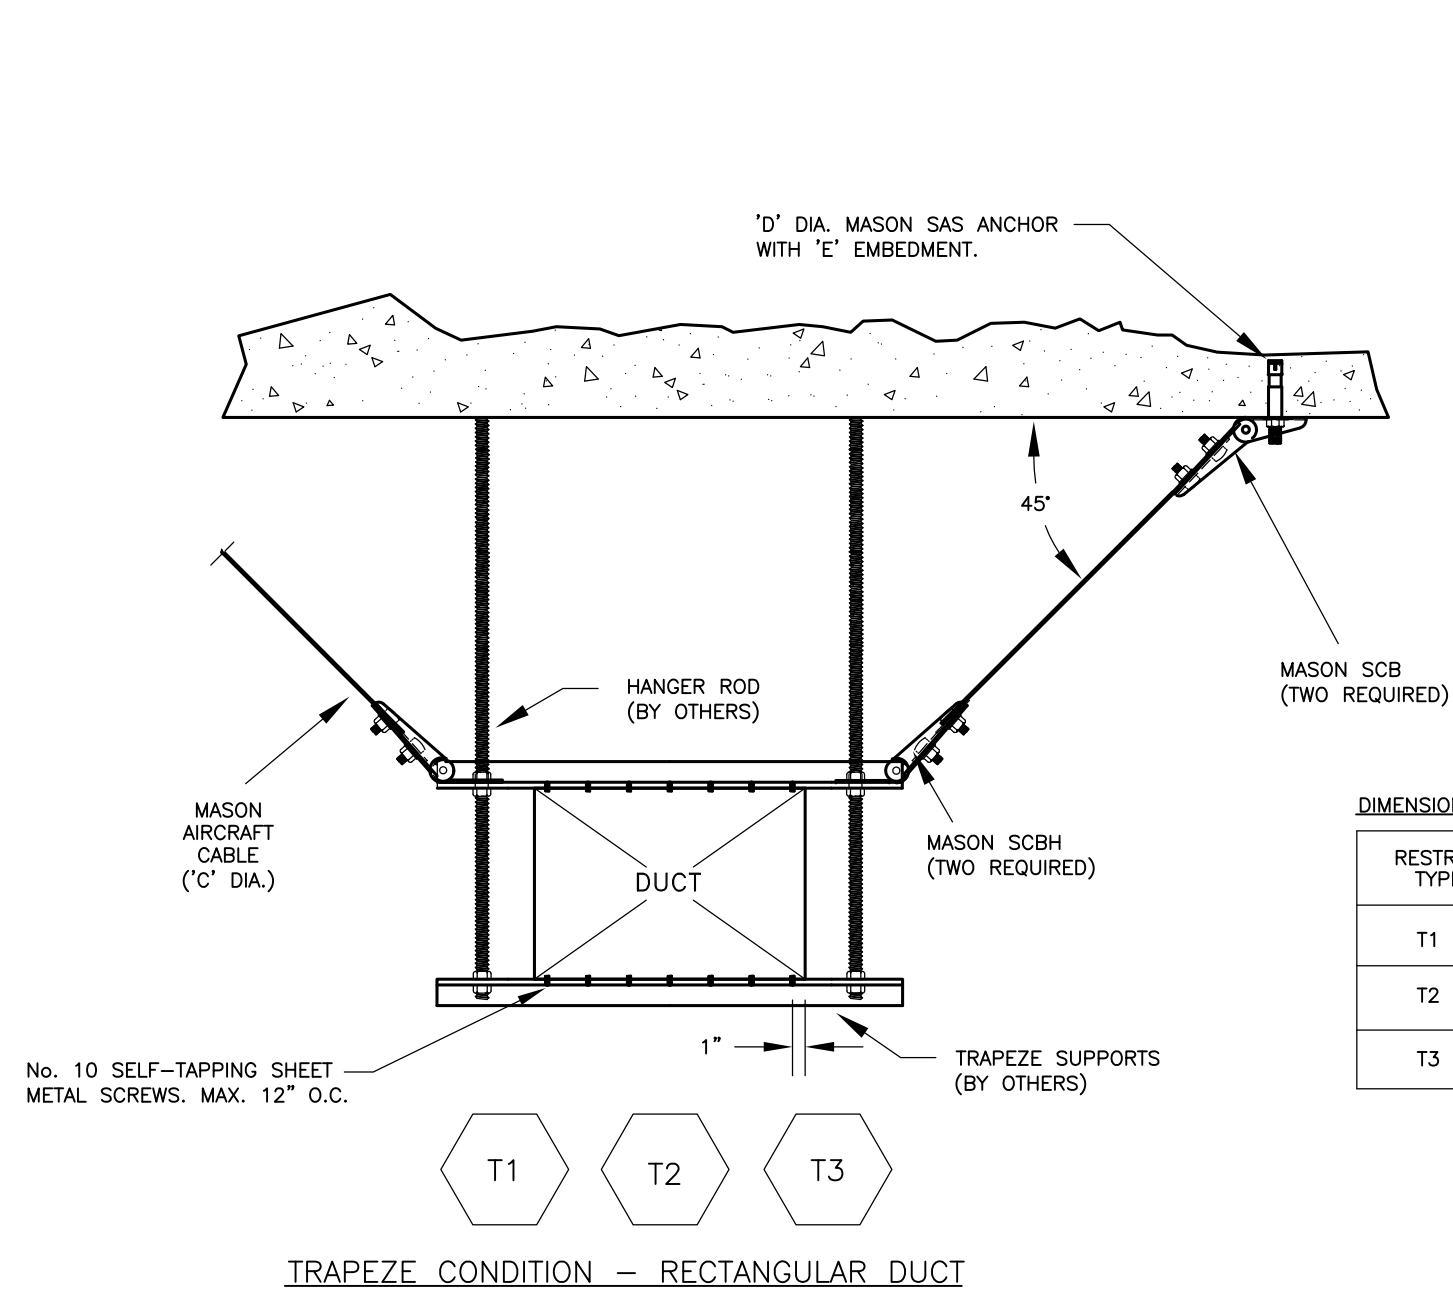 'D' DIA. MASON SAS ANCHOR
WITH 'E' EMBEDMENT.
45°
MASON SCB
(TWO REQUIRED)
HANGER ROD
(BY OTHERS)
MASON
AIRCRAFT
CABLE
('C' DIA.)
MASON SCBH
(TWO REQUIRED)
DUCT
1"
No. 10 SELF-TAPPING SHEET
METAL SCREWS. MAX. 12" O.C.
TRAPEZE SUPPORTS
(BY OTHERS)
T1 T2 T3
TRAPEZE CONDITION - RECTANGULAR DUCT
T1
T2
T3